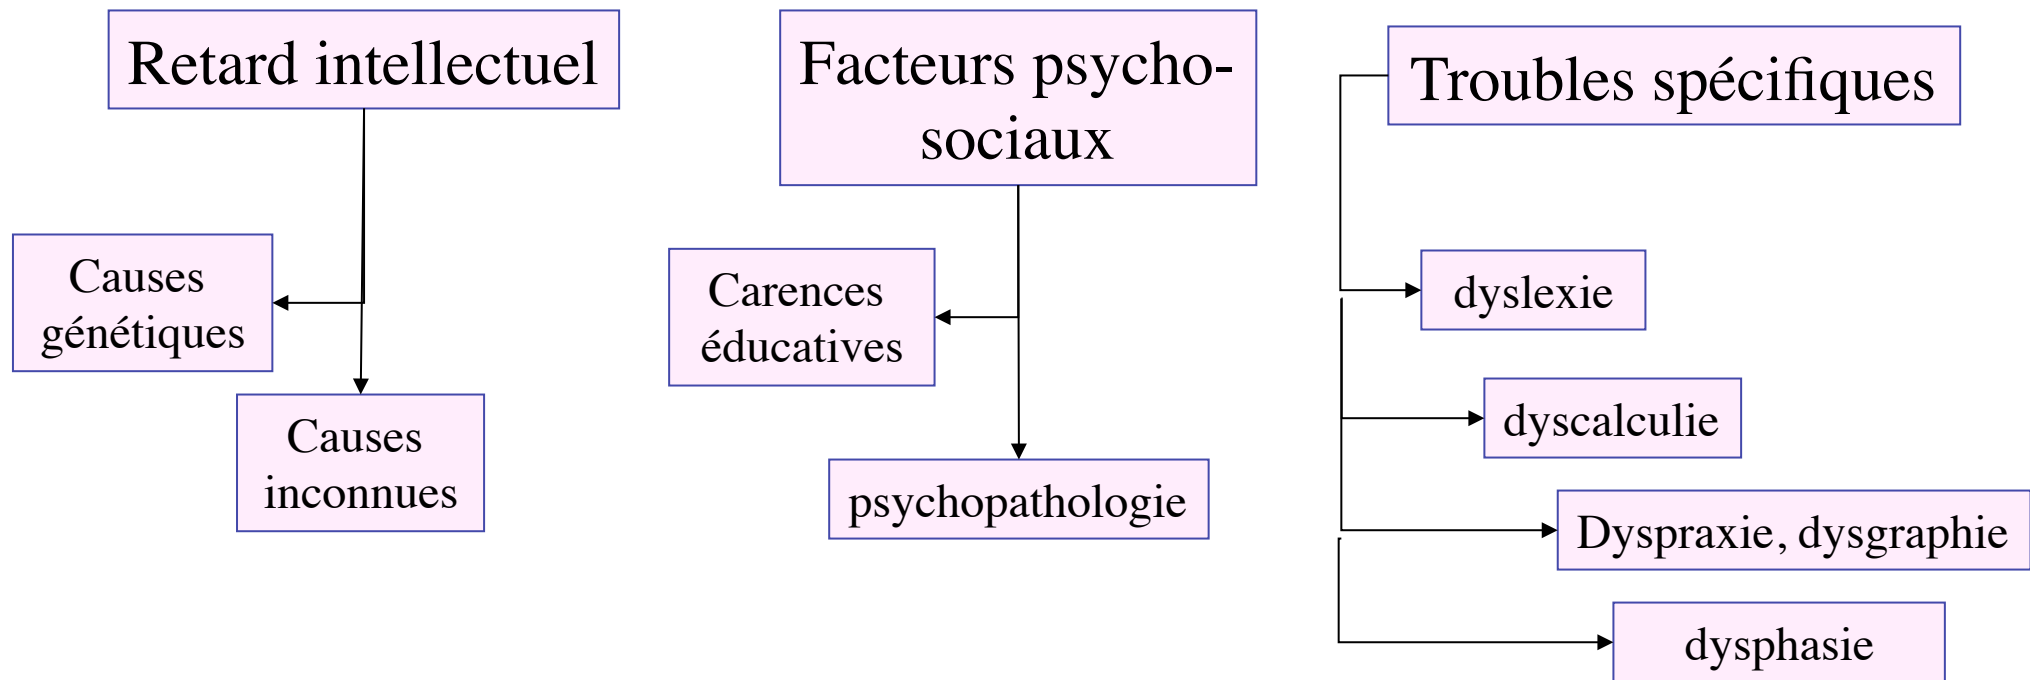 Retard intellectuel
Causes
génétiques
Causes
inconnues
Facteurs psycho-
sociaux
Carences
éducatives
psychopathologie
Troubles spécifiques
dyslexie
dyscalculie
Dyspraxie, dysgraphie
dysphasie